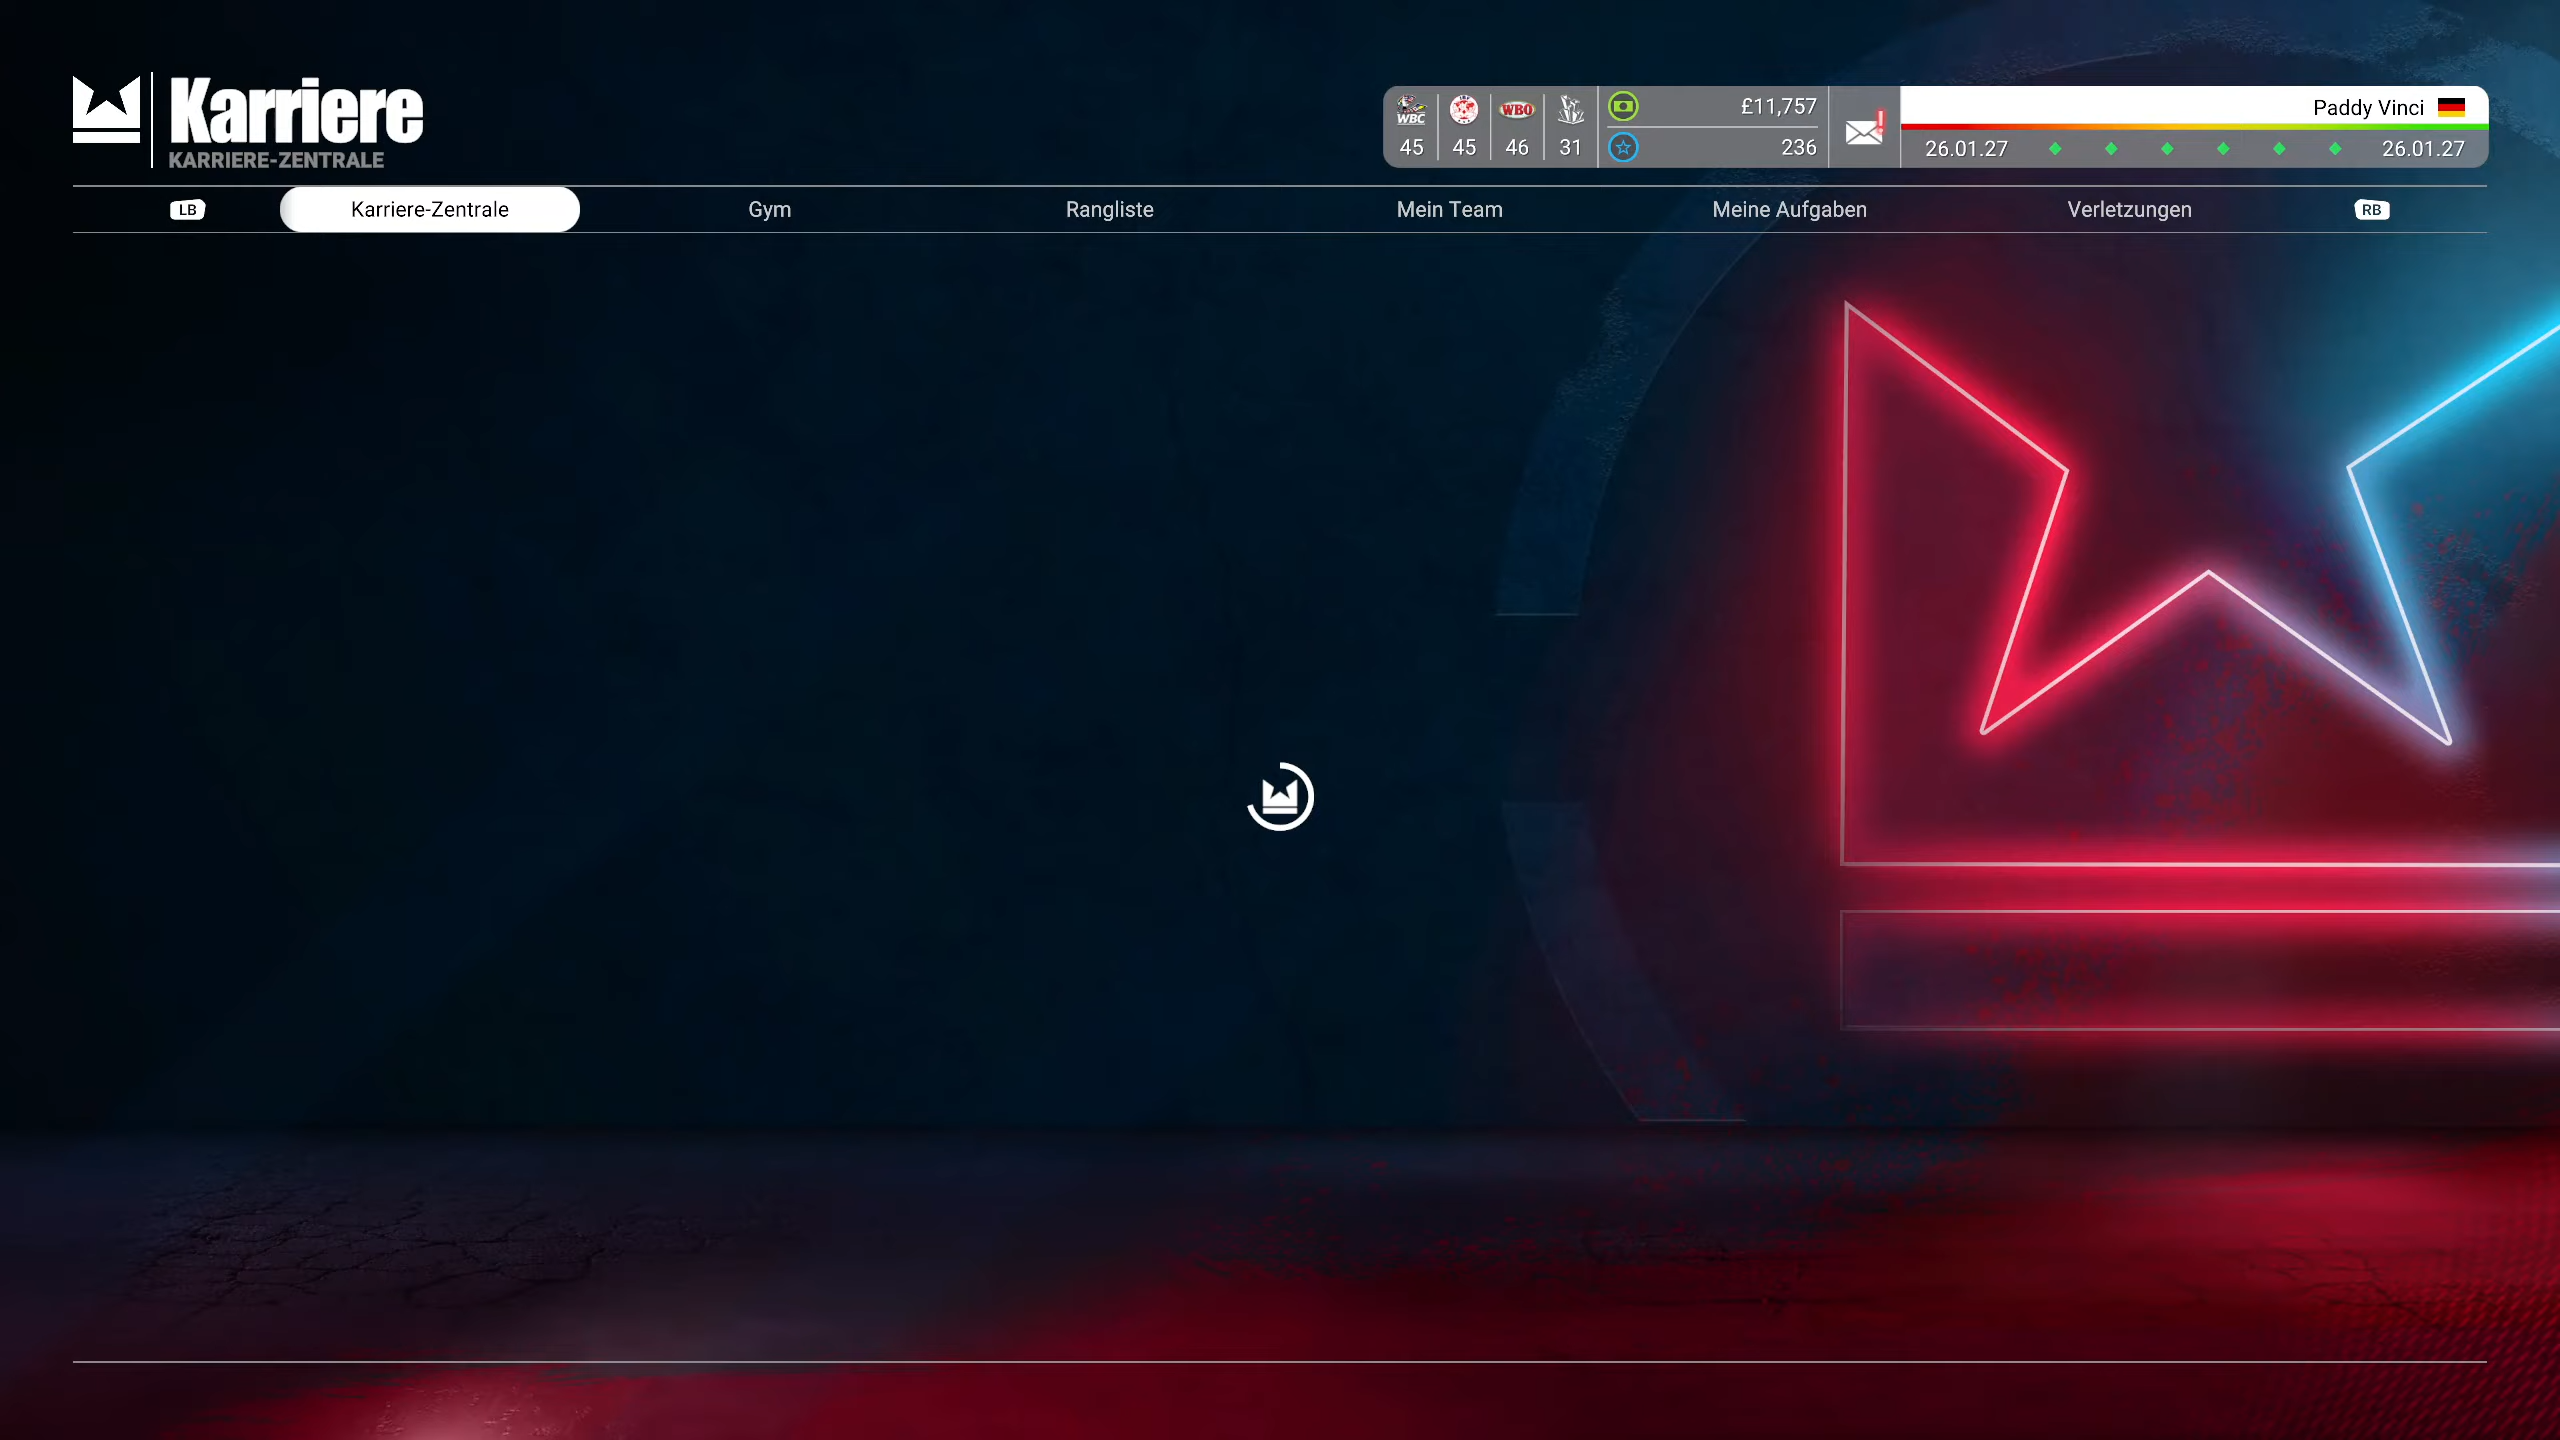 Karriere
KARRIERE-ZENTRALE
WBC
WBO
45
45
46
31
£11,757
236
Paddy Vinci
26.01.27
26.01.27
LB
Karriere-Zentrale
Gym
Rangliste
Mein Team
Meine Aufgaben
Verletzungen
RB